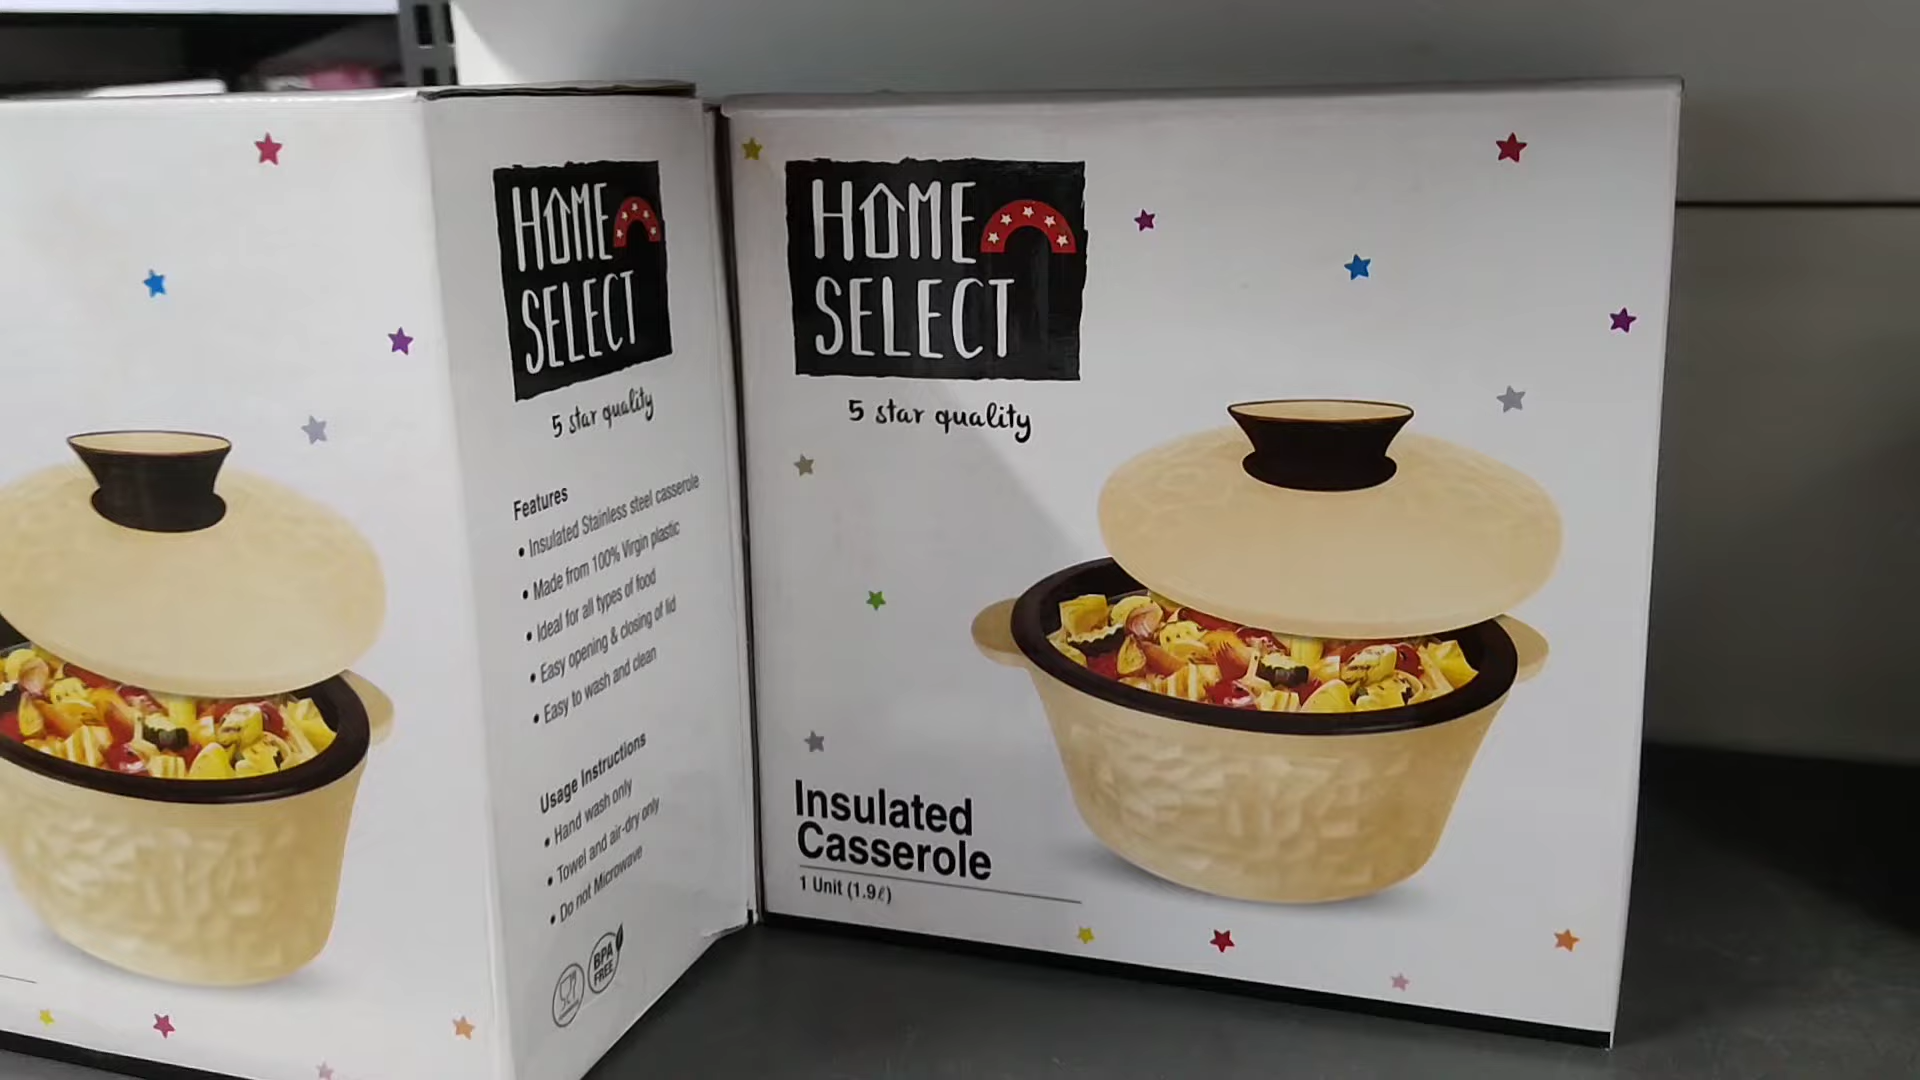 HOME
SELECT
5 star quality
Features
• Insulated Stainless steel casserole
• Made from 100% Virgin plastic
• Ideal for all types of food
• Easy opening & closing of lid
• Easy to wash and clean
Usage Instructions
• Hand wash only
• Towel and air-dry only
• Do not Microwave
BPA
FREE
HOME
SELECT
5 star quality
Insulated
Casserole
1 Unit (1.9ℓ)